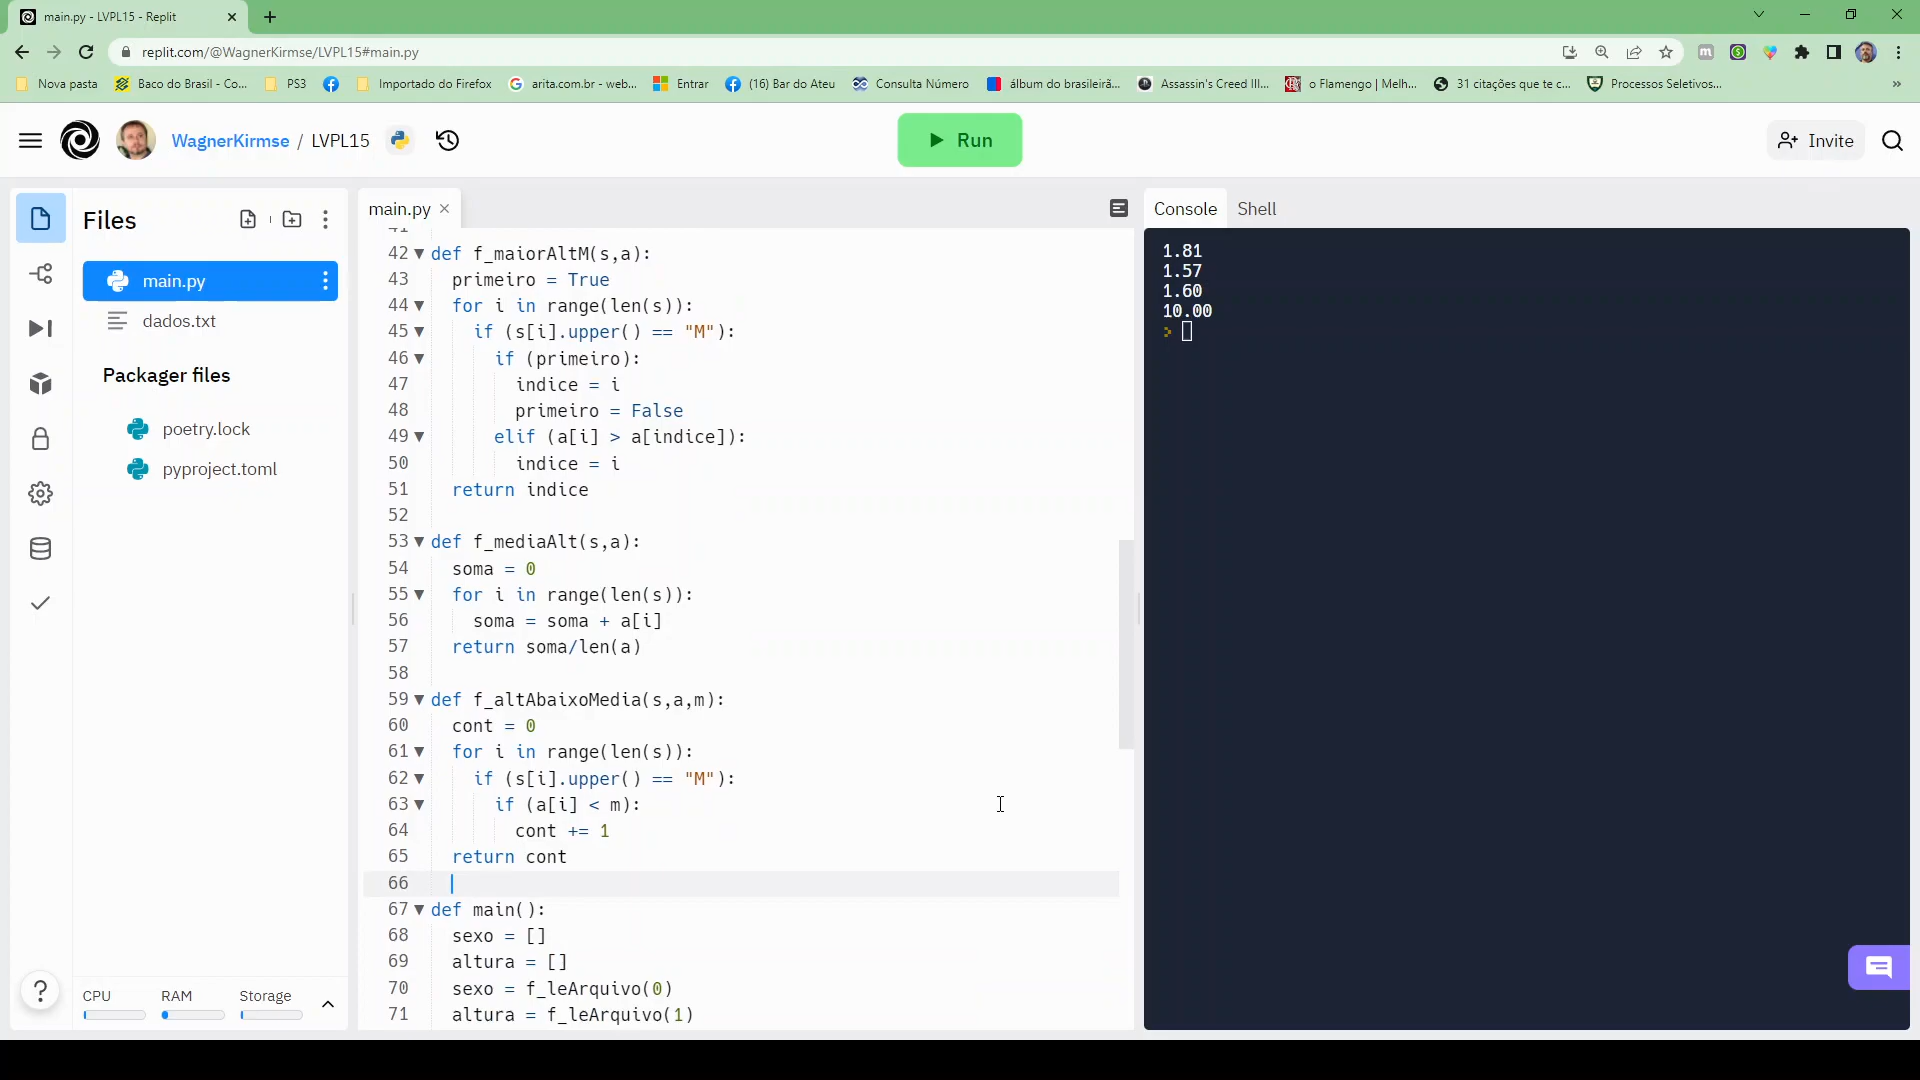 main.py - LVPL15 - Replit
replit.com/@WagnerKirmse/LVPL15#main.py
Nova pasta
Baco do Brasil - Co...
PS3
Importado do Firefox
arita.com.br - web...
Entrar
(16) Bar do Ateu
Consulta Número
álbum do brasileirã...
Assassin's Creed III...
o Flamengo | Melh...
31 citações que te c...
Processos Seletivos...
»
WagnerKirmse / LVPL15
Run
Invite
Files
main.py
dados.txt
Packager files
poetry.lock
pyproject.toml
CPU
RAM
Storage
?
main.py
42 def f_maiorAltM(s,a):
43 primeiro = True
44 for i in range(len(s)):
45 if (s[i].upper() == "M"):
46 if (primeiro):
47 indice = i
48 primeiro = False
49 elif (a[i] > a[indice]):
50 indice = i
51 return indice
52
53 def f_mediaAlt(s,a):
54 soma = 0
55 for i in range(len(s)):
56 soma = soma + a[i]
57 return soma/len(a)
58
59 def f_altAbaixoMedia(s,a,m):
60 cont = 0
61 for i in range(len(s)):
62 if (s[i].upper() == "M"):
63 if (a[i] < m):
64 cont += 1
65 return cont
66
67 def main():
68 sexo = []
69 altura = []
70 sexo = f_leArquivo(0)
71 altura = f_leArquivo(1)
Console
Shell
1.81
1.57
1.60
10.00
>